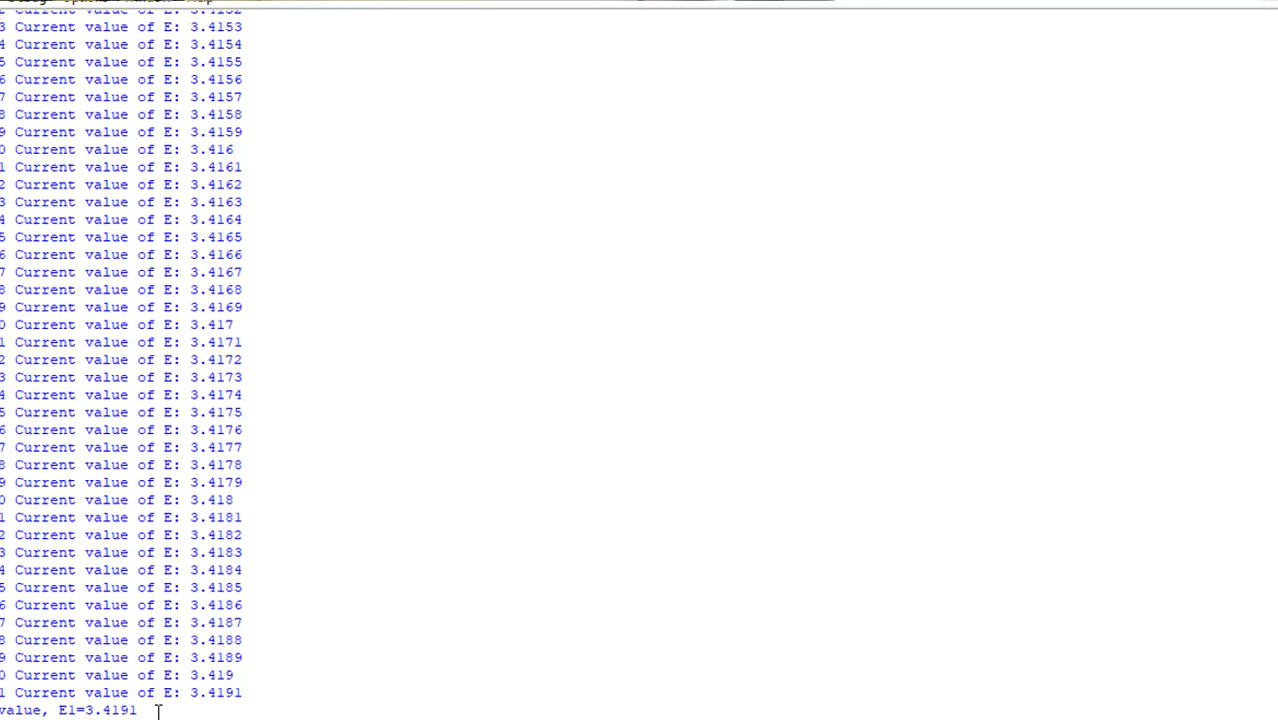 3 Current value of E: 3.4153
4 Current value of E: 3.4154
5 Current value of E: 3.4155
6 Current value of E: 3.4156
7 Current value of E: 3.4157
8 Current value of E: 3.4158
9 Current value of E: 3.4159
0 Current value of E: 3.416
1 Current value of E: 3.4161
2 Current value of E: 3.4162
3 Current value of E: 3.4163
4 Current value of E: 3.4164
5 Current value of E: 3.4165
6 Current value of E: 3.4166
7 Current value of E: 3.4167
8 Current value of E: 3.4168
9 Current value of E: 3.4169
0 Current value of E: 3.417
1 Current value of E: 3.4171
2 Current value of E: 3.4172
3 Current value of E: 3.4173
4 Current value of E: 3.4174
5 Current value of E: 3.4175
6 Current value of E: 3.4176
7 Current value of E: 3.4177
8 Current value of E: 3.4178
9 Current value of E: 3.4179
0 Current value of E: 3.418
1 Current value of E: 3.4181
2 Current value of E: 3.4182
3 Current value of E: 3.4183
4 Current value of E: 3.4184
5 Current value of E: 3.4185
6 Current value of E: 3.4186
7 Current value of E: 3.4187
8 Current value of E: 3.4188
9 Current value of E: 3.4189
0 Current value of E: 3.419
1 Current value of E: 3.4191
value, E1=3.4191